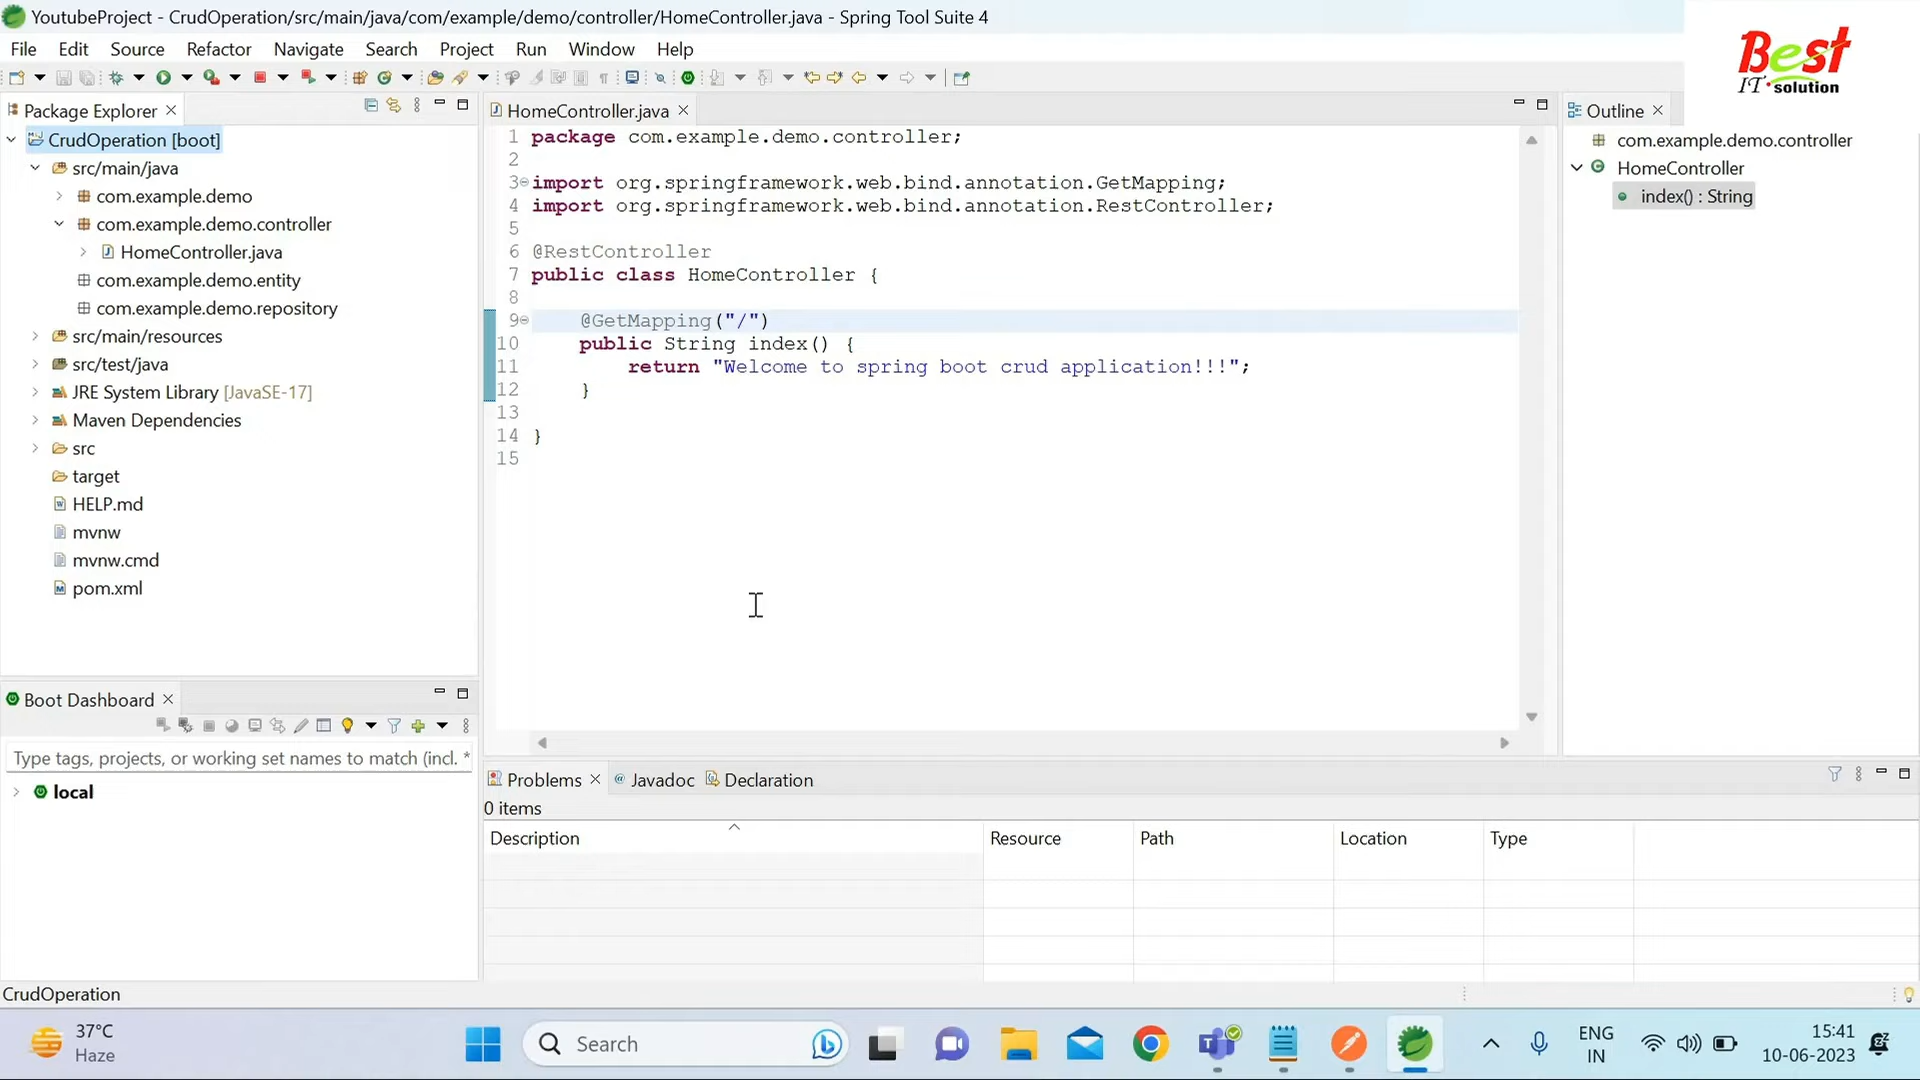 YoutubeProject - CrudOperation/src/main/java/com/example/demo/controller/HomeController.java - Spring Tool Suite 4
Best
IT solution
File Edit Source Refactor Navigate Search Project Run Window Help
Package Explorer
CrudOperation [boot]
src/main/java
com.example.demo
com.example.demo.controller
HomeController.java
com.example.demo.entity
com.example.demo.repository
src/main/resources
src/test/java
JRE System Library [JavaSE-17]
Maven Dependencies
src
target
HELP.md
mvnw
mvnw.cmd
pom.xml
HomeController.java
1 package com.example.demo.controller;
2
3 import org.springframework.web.bind.annotation.GetMapping;
4 import org.springframework.web.bind.annotation.RestController;
5
6 @RestController
7 public class HomeController {
8
9 @GetMapping("/")
10 public String index() {
11 return "Welcome to spring boot crud application!!!";
12 }
13
14 }
15
Outline
com.example.demo.controller
HomeController
index() : String
Boot Dashboard
Type tags, projects, or working set names to match (incl. *
local
Problems Javadoc Declaration
0 items
Description Resource Path Location Type
CrudOperation
37°C
Haze
Search
ENG
IN
15:41
10-06-2023